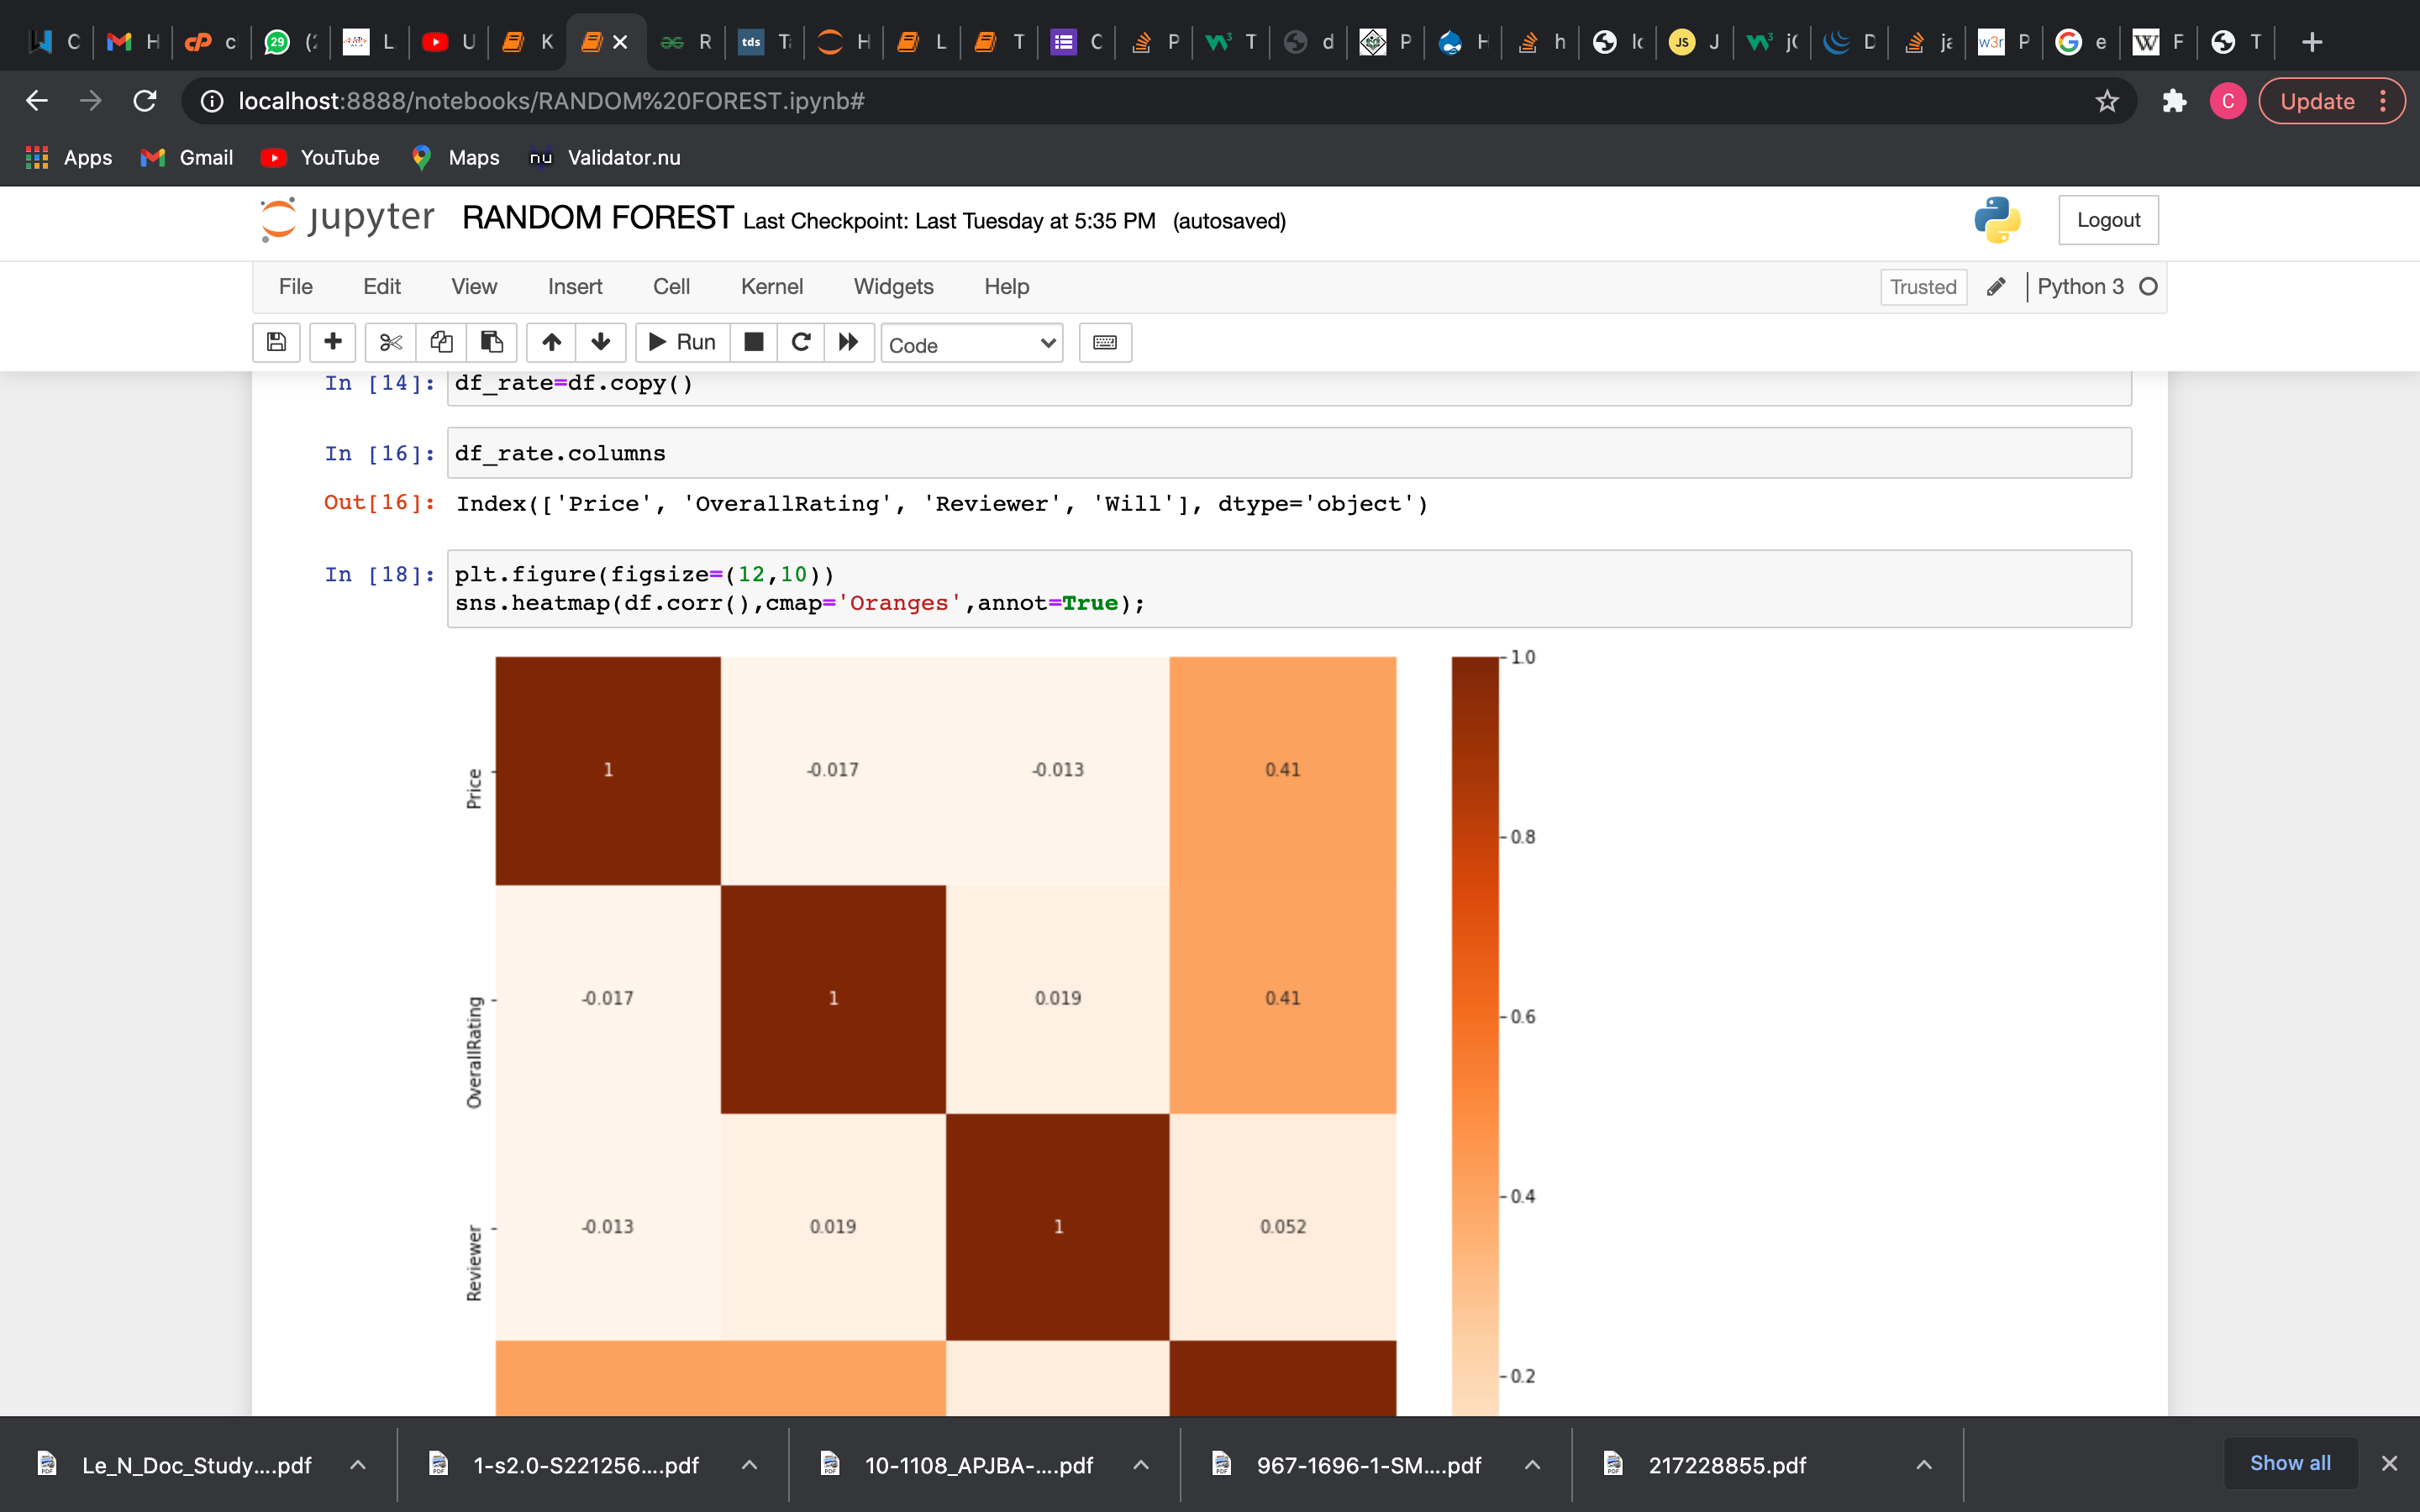 C H c 29 (2 L U K R tds T H L T C P T d P H h lc JS J j( D ja w3r P e W F T
localhost:8888/notebooks/RANDOM%20FOREST.ipynb#
C Update
Apps Gmail YouTube Maps nu Validator.nu
jupyter RANDOM FOREST Last Checkpoint: Last Tuesday at 5:35 PM (autosaved)
Logout
File Edit View Insert Cell Kernel Widgets Help
Trusted Python 3
Run Code
In [14]: df_rate=df.copy()
In [16]: df_rate.columns
Out[16]: Index(['Price', 'OverallRating', 'Reviewer', 'Will'], dtype='object')
In [18]: plt.figure(figsize=(12,10))
sns.heatmap(df.corr(),cmap='Oranges',annot=True);
Price 1 -0.017 -0.013 0.41
OverallRating -0.017 1 0.019 0.41
Reviewer -0.013 0.019 1 0.052
1.0
0.8
0.6
0.4
0.2
Le_N_Doc_Study....pdf 1-s2.0-S221256....pdf 10-1108_APJBA-....pdf 967-1696-1-SM....pdf 217228855.pdf Show all